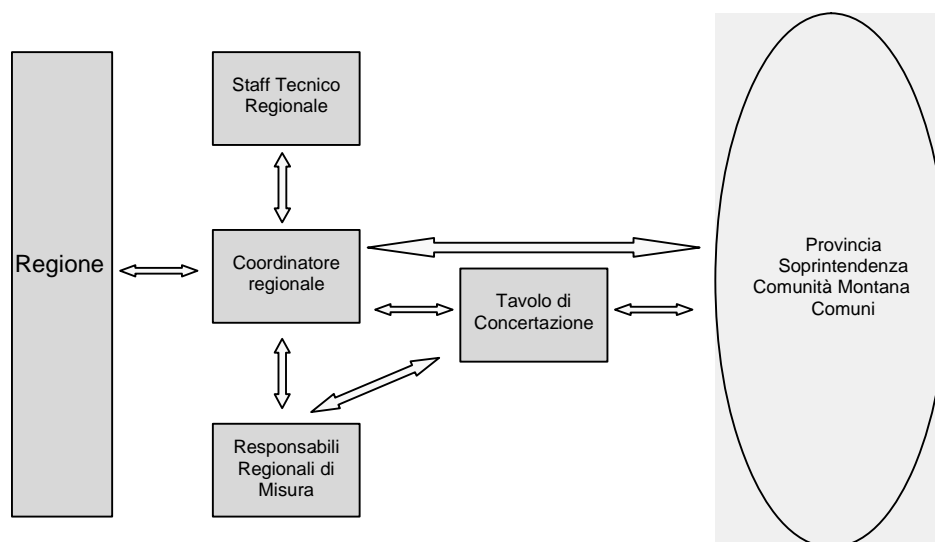 Regione
Staff Tecnico
Regionale
Coordinatore
regionale
Responsabili
Regionali di
Misura
Tavolo di
Concertazione
Provincia
Soprintendenza
Comunità Montana
Comuni